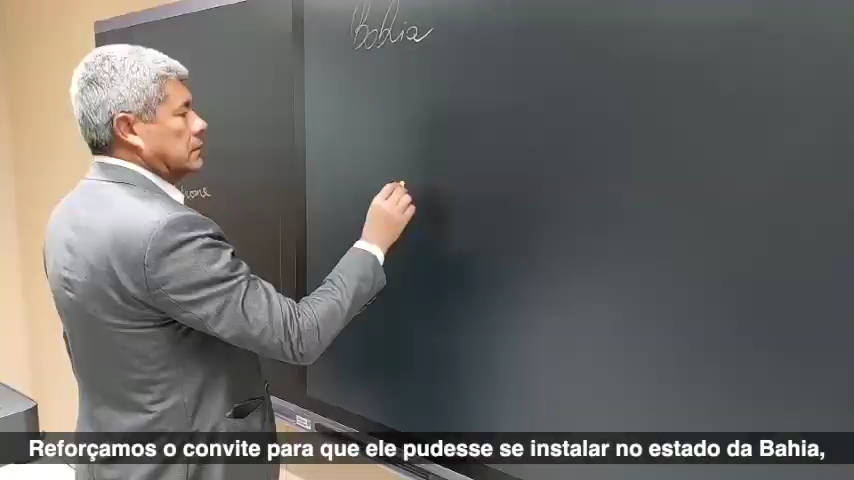 Bahia
Reforçamos o convite para que ele pudesse se instalar no estado da Bahia,